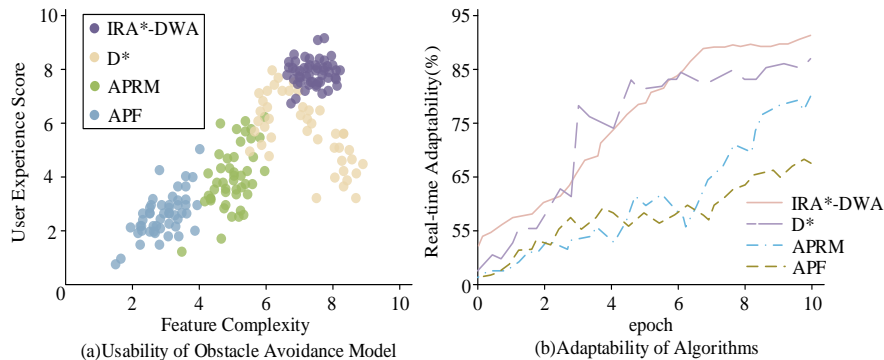 IRA*-DWA
D*
APRM
APF
User Experience Score
10
8
6
4
2
0
2
4
6
8
10
Feature Complexity
(a)Usability of Obstacle Avoidance Model
Real-time Adaptability(%)
95
85
75
65
55
0
0
2
4
6
8
10
IRA*-DWA
D*
APRM
APF
epoch
(b)Adaptability of Algorithms